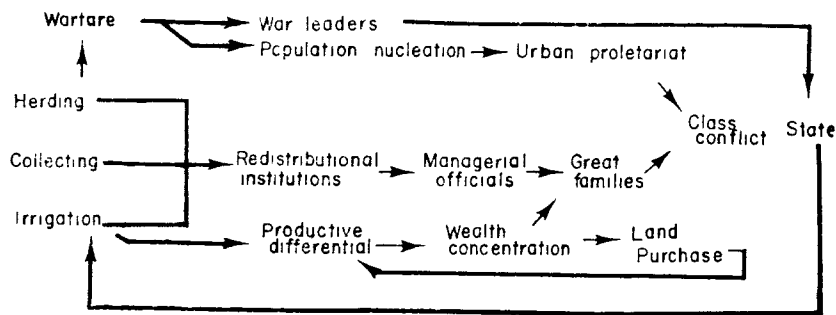 Warfare
War leaders
Population nucleation
Urban proletariat
Herding
Class
conflict
State
Collecting
Redistributional
institutions
Managerial
officials
Great
families
Irrigation
Productive
differential
Wealth
concentration
Land
Purchase